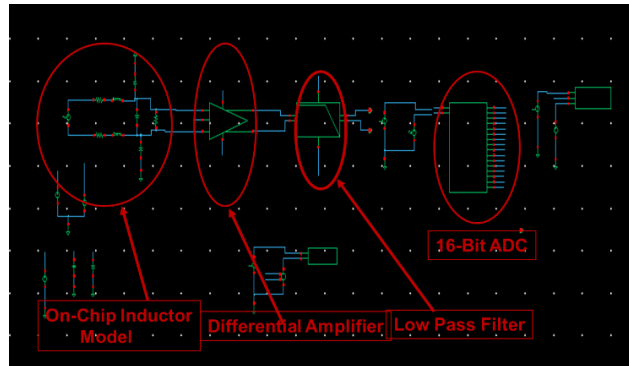 16-Bit ADC
On-Chip Inductor
Model
Differential Amplifier
Low Pass Filter